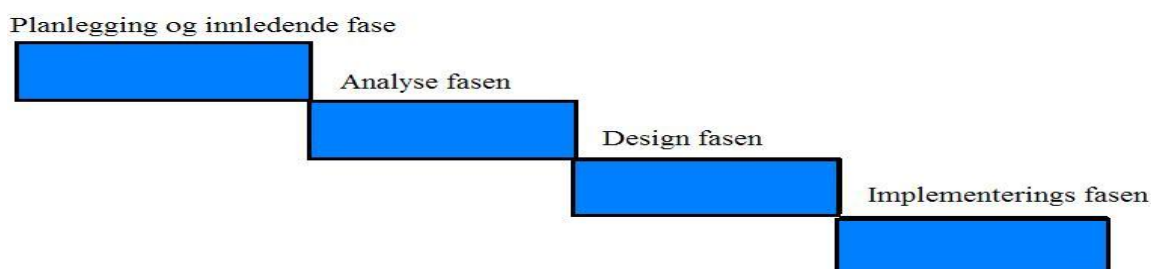 Planlegging og innledende fase
Analyse fasen
Design fasen
Implementerings fasen